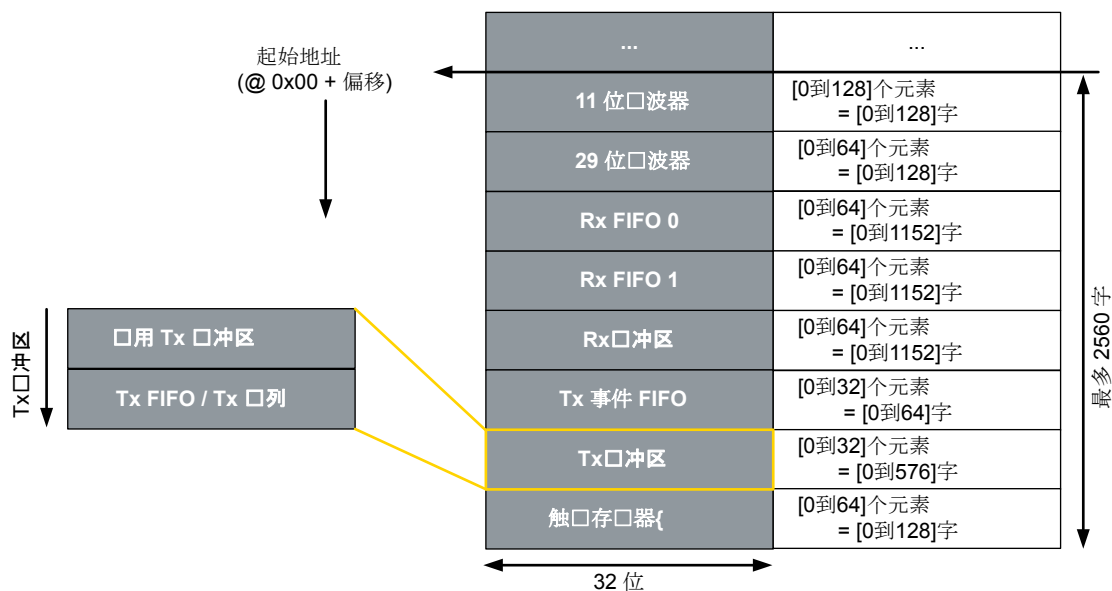 ...
...
起始地址
(@ 0x00 + 偏移)
11 位□波器
[0到128]个元素
= [0到128]字
29 位□波器
[0到64]个元素
= [0到128]字
Rx FIFO 0
[0到64]个元素
= [0到1152]字
Rx FIFO 1
[0到64]个元素
= [0到1152]字
Rx□冲区
[0到64]个元素
= [0到1152]字
Tx 事件 FIFO
[0到32]个元素
= [0到64]字
Tx□冲区
[0到32]个元素
= [0到576]字
触□存□器{
[0到64]个元素
= [0到128]字
最多 2560 字
32 位
Tx□冲区
□用 Tx □冲区
Tx FIFO / Tx □列